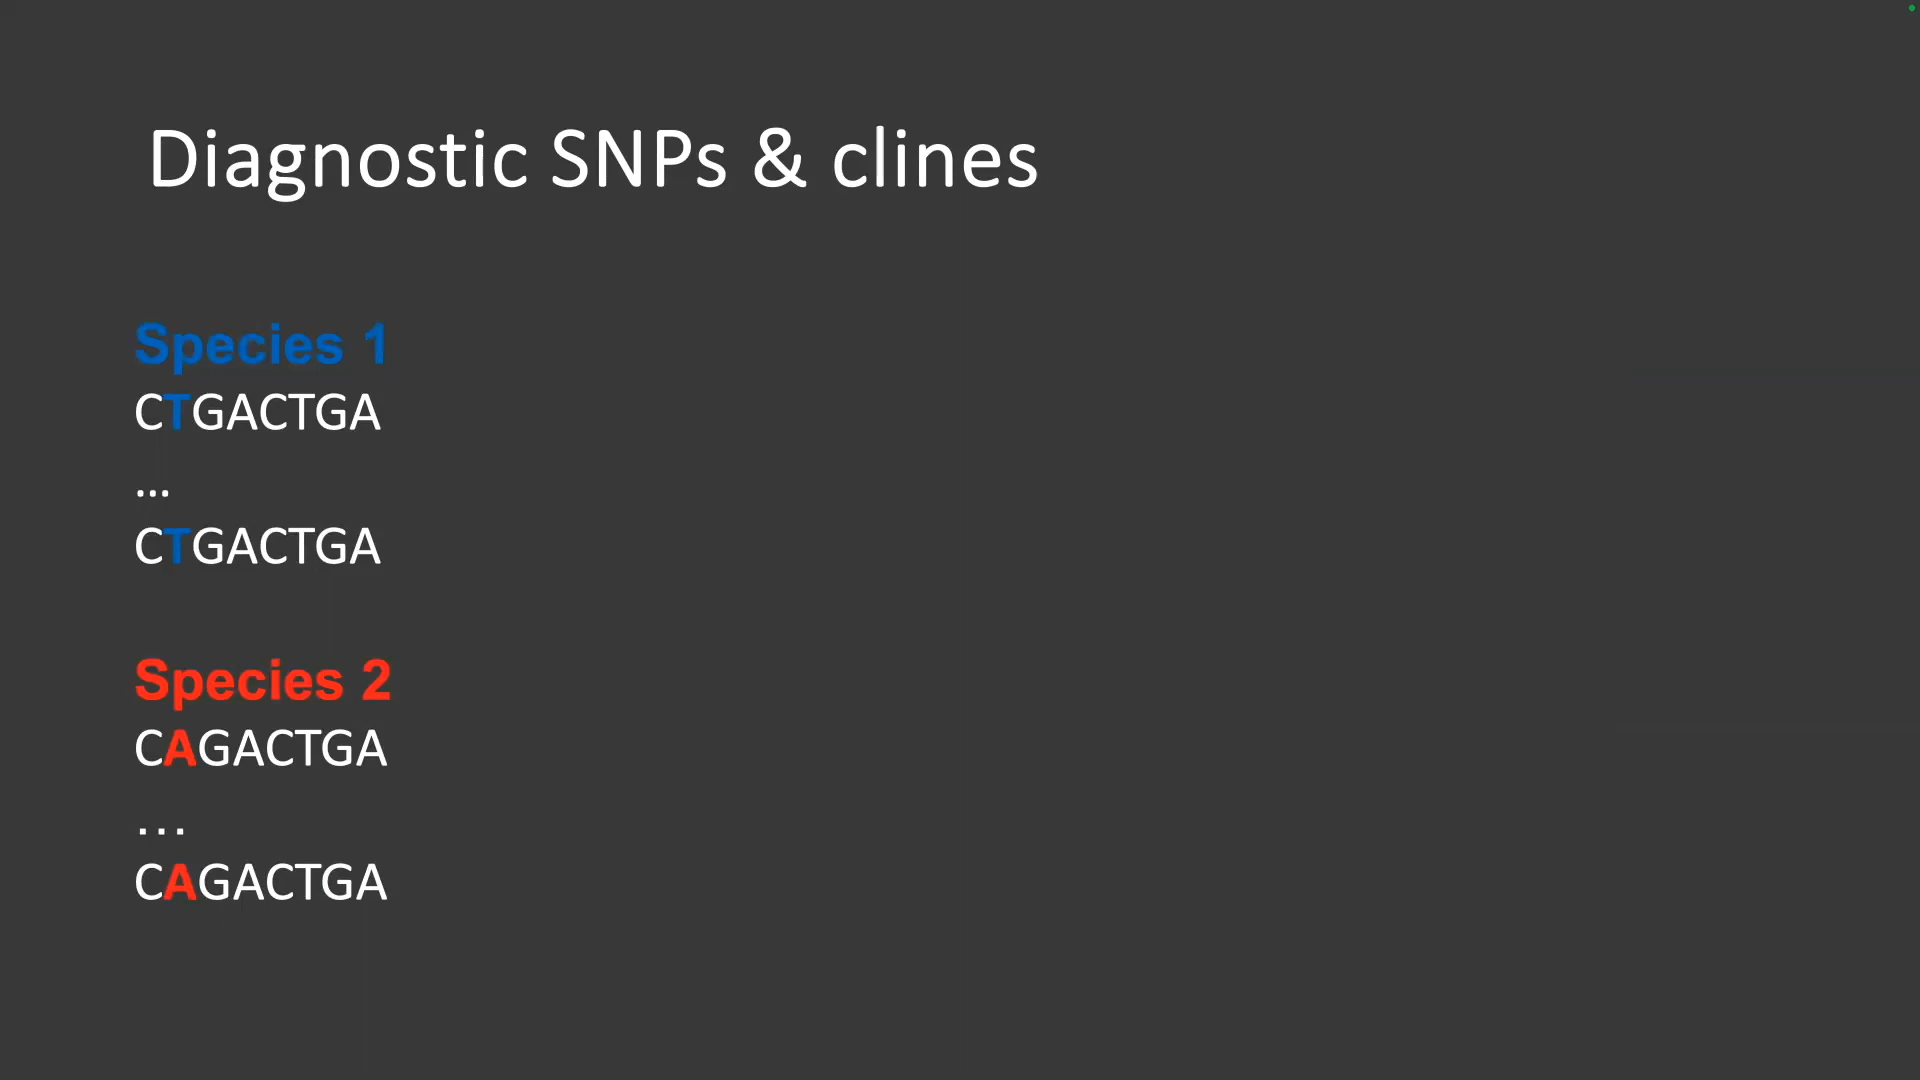 Diagnostic SNPs & clines
Species 1
CTGACTGA
...
CTGACTGA
Species 2
CAGACTGA
...
CAGACTGA